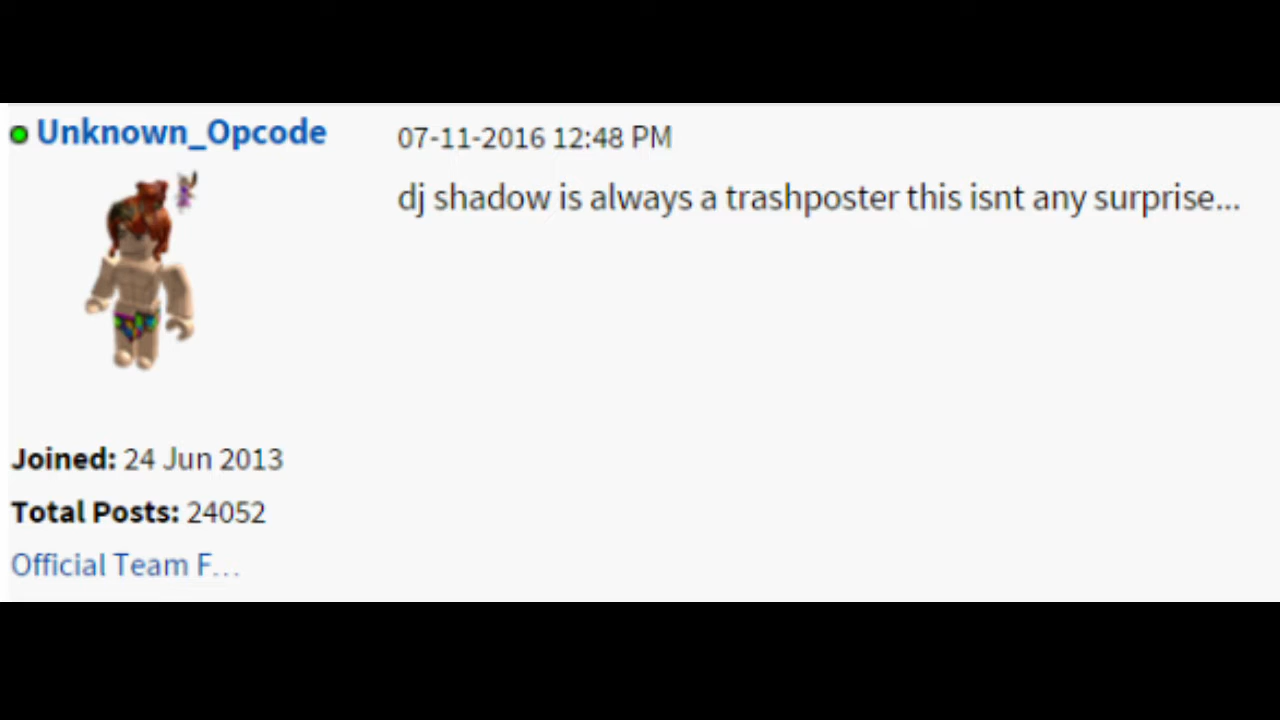 Unknown_Opcode
07-11-2016 12:48 PM
dj shadow is always a trashposter this isnt any surprise...
Joined: 24 Jun 2013
Total Posts: 24052
Official Team F...